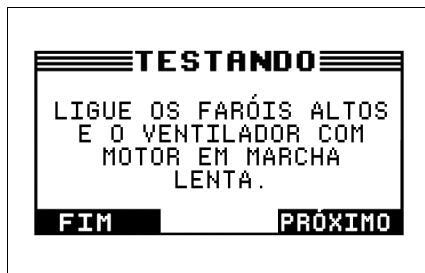 TESTANDO
LIGUE OS FARÓIS ALTOS
E O VENTILADOR COM
MOTOR EM MARCHA
LENTA.
FIM PRÓXIMO